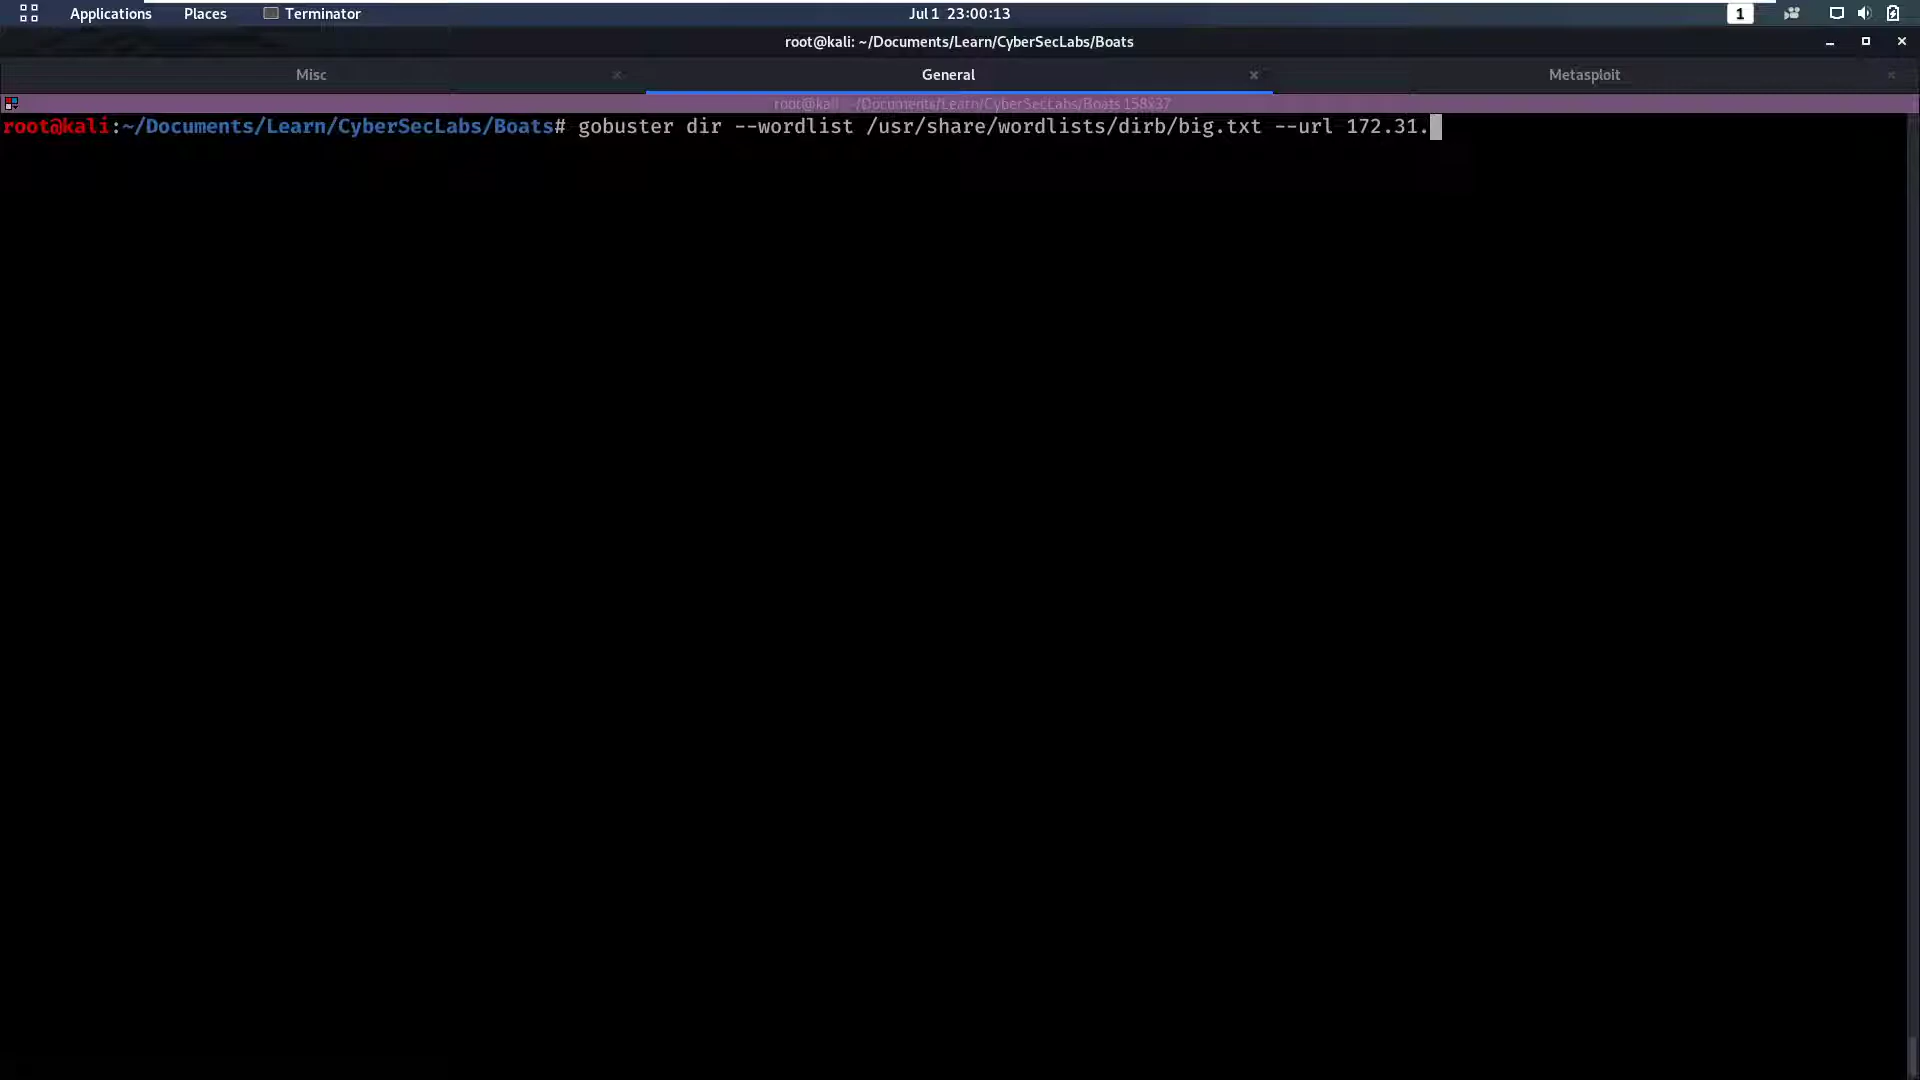 Applications Places Terminator Jul 1 23:00:13 1
root@kali: ~/Documents/Learn/CyberSecLabs/Boats
Misc General Metasploit
root@kali: ~/Documents/Learn/CyberSecLabs/Boats 158x37
root@kali:~/Documents/Learn/CyberSecLabs/Boats# gobuster dir --wordlist /usr/share/wordlists/dirb/big.txt --url 172.31.